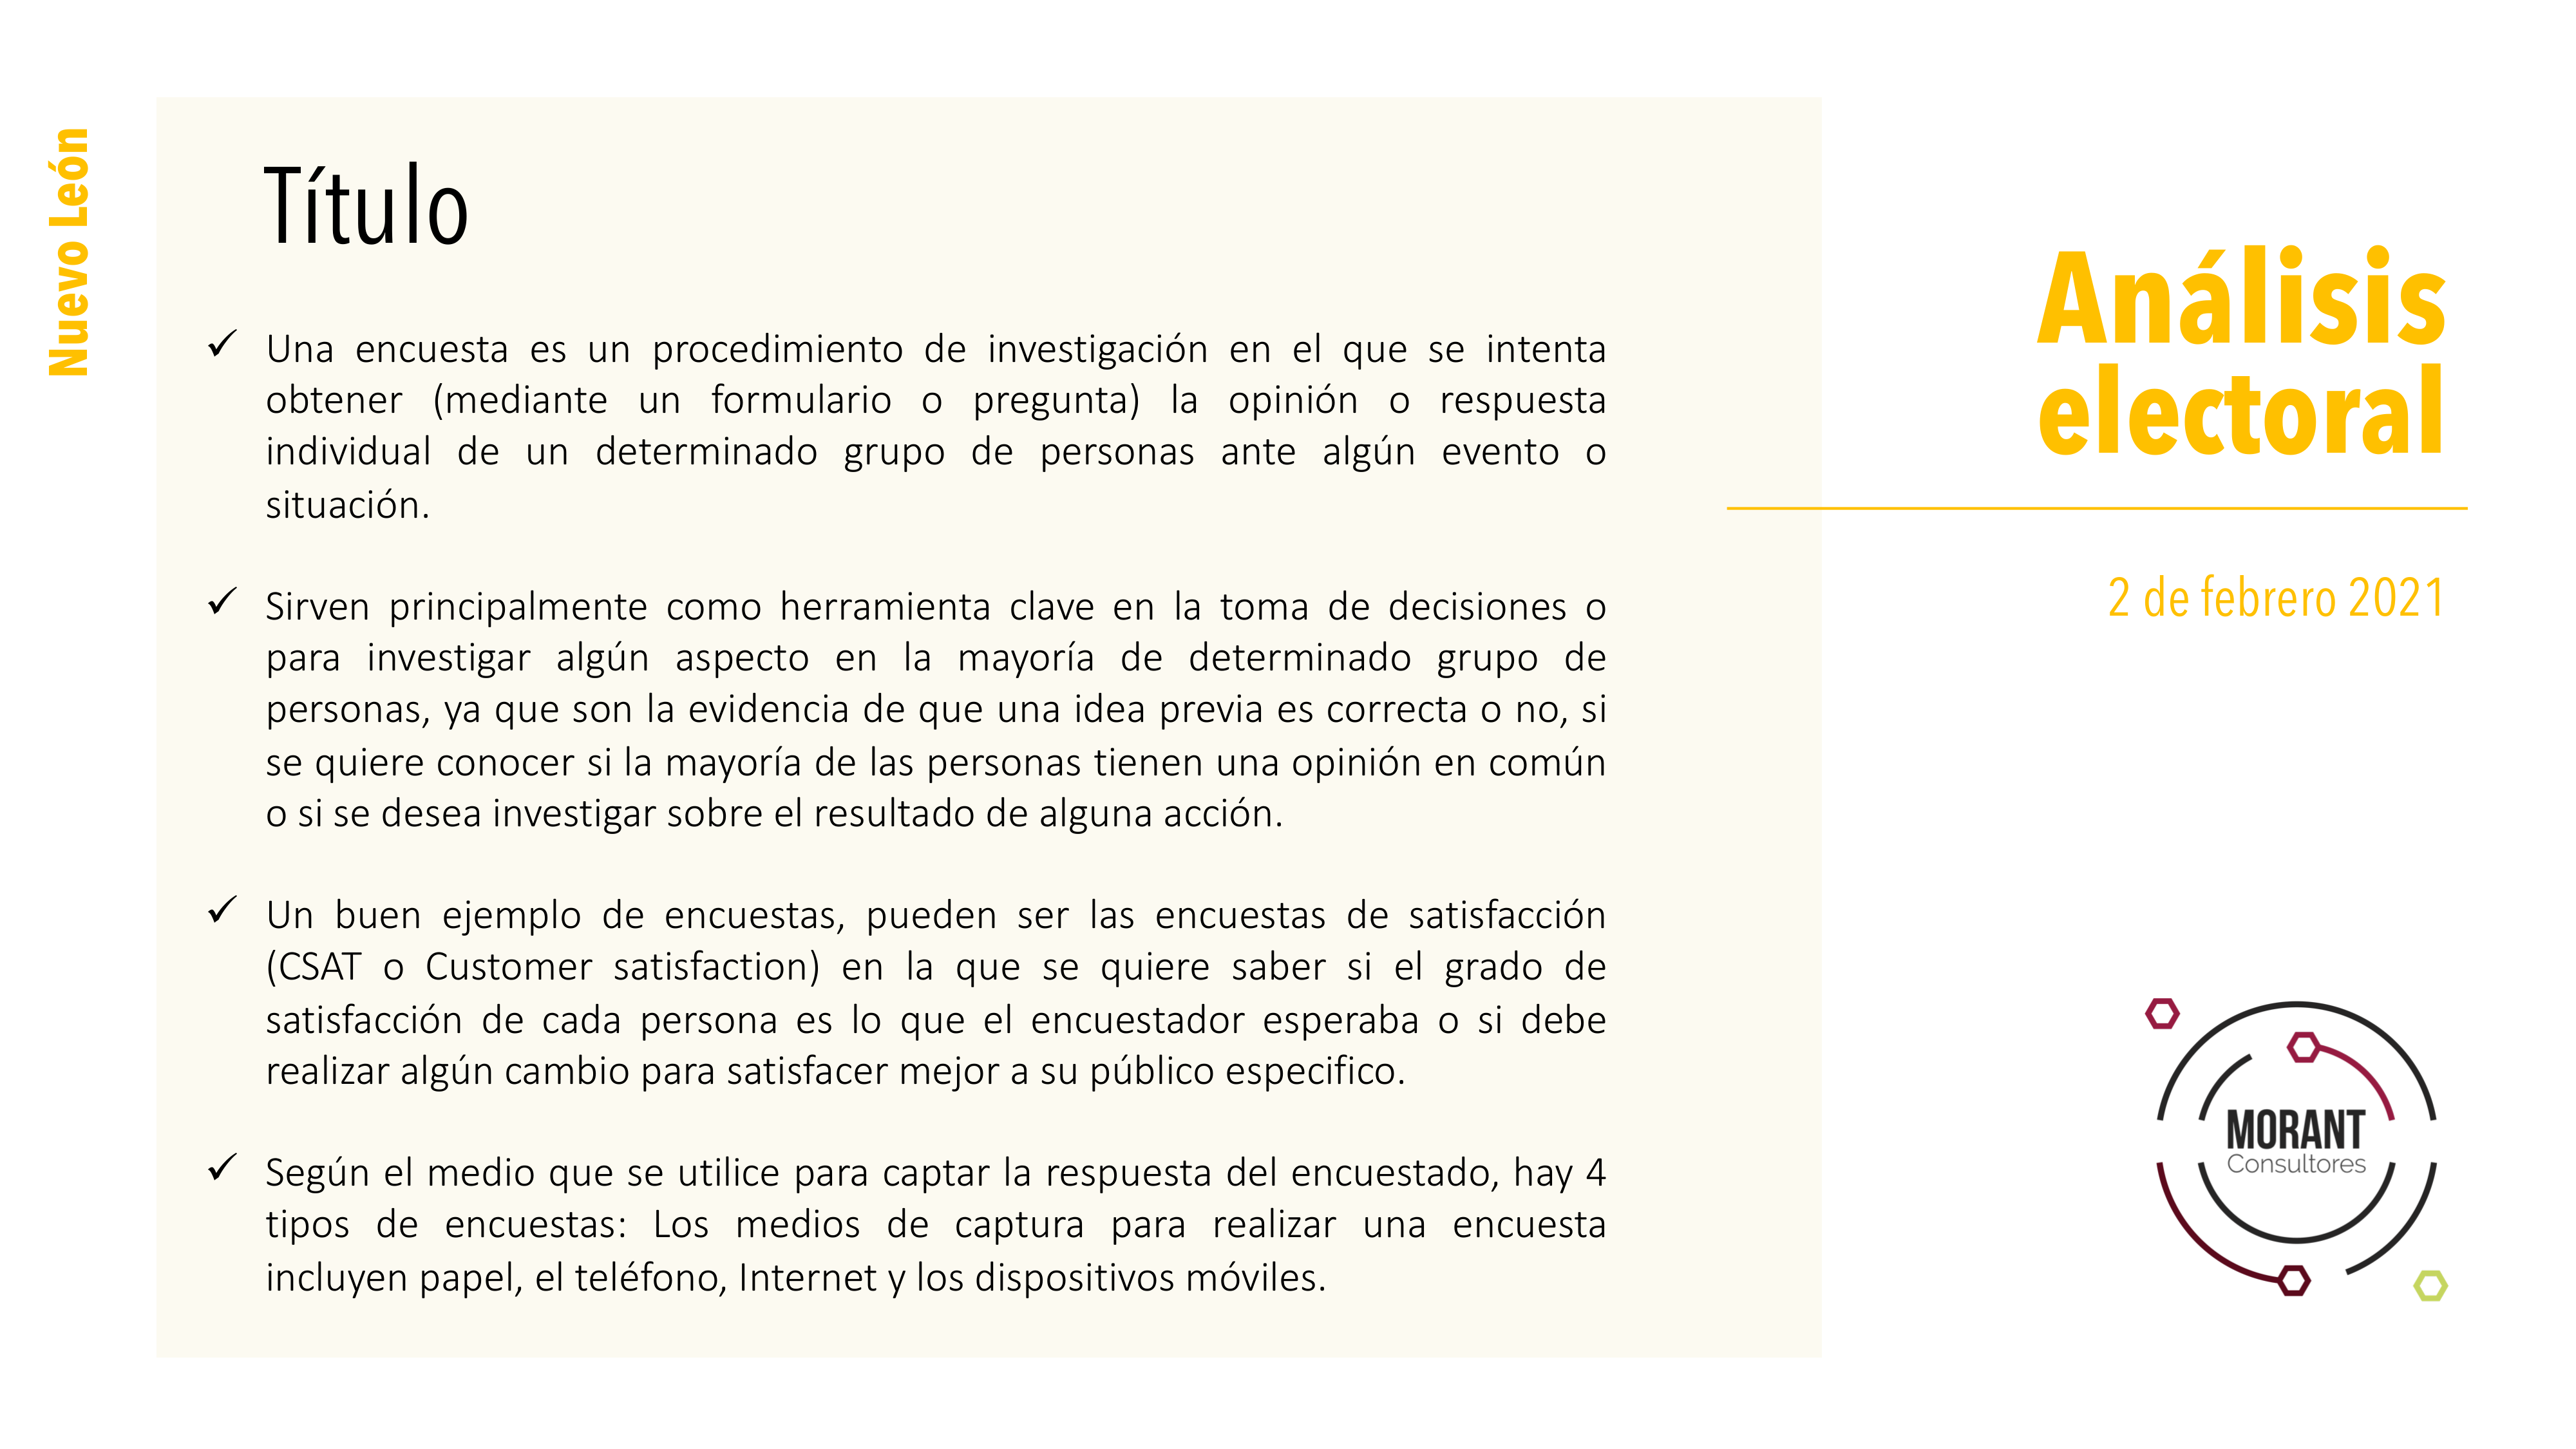 Nuevo León
Título
✓ Una encuesta es un procedimiento de investigación en el que se intenta
obtener (mediante un formulario o pregunta) la opinión o respuesta
individual de un determinado grupo de personas ante algún evento o
situación.
✓ Sirven principalmente como herramienta clave en la toma de decisiones o
para investigar algún aspecto en la mayoría de determinado grupo de
personas, ya que son la evidencia de que una idea previa es correcta o no, si
se quiere conocer si la mayoría de las personas tienen una opinión en común
o si se desea investigar sobre el resultado de alguna acción.
✓ Un buen ejemplo de encuestas, pueden ser las encuestas de satisfacción
(CSAT o Customer satisfaction) en la que se quiere saber si el grado de
satisfacción de cada persona es lo que el encuestador esperaba o si debe
realizar algún cambio para satisfacer mejor a su público especifico.
✓ Según el medio que se utilice para captar la respuesta del encuestado, hay 4
tipos de encuestas: Los medios de captura para realizar una encuesta
incluyen papel, el teléfono, Internet y los dispositivos móviles.
Análisis
electoral
2 de febrero 2021
MORANT
Consultores